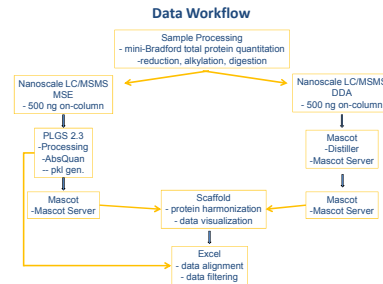 Data Workflow
Sample Processing
- mini-Bradford total protein quantitation
-reduction, alkylation, digestion
Nanoscale LC/MSMS
MSE
- 500 ng on-column
Nanoscale LC/MSMS
DDA
- 500 ng on-column
PLGS 2.3
-Processing
-AbsQuan
-- pkl gen.
Mascot
-Distiller
-Mascot Server
Mascot
-Mascot Server
Scaffold
- protein harmonization
- data visualization
Mascot
-Mascot Server
Excel
- data alignment
- data filtering